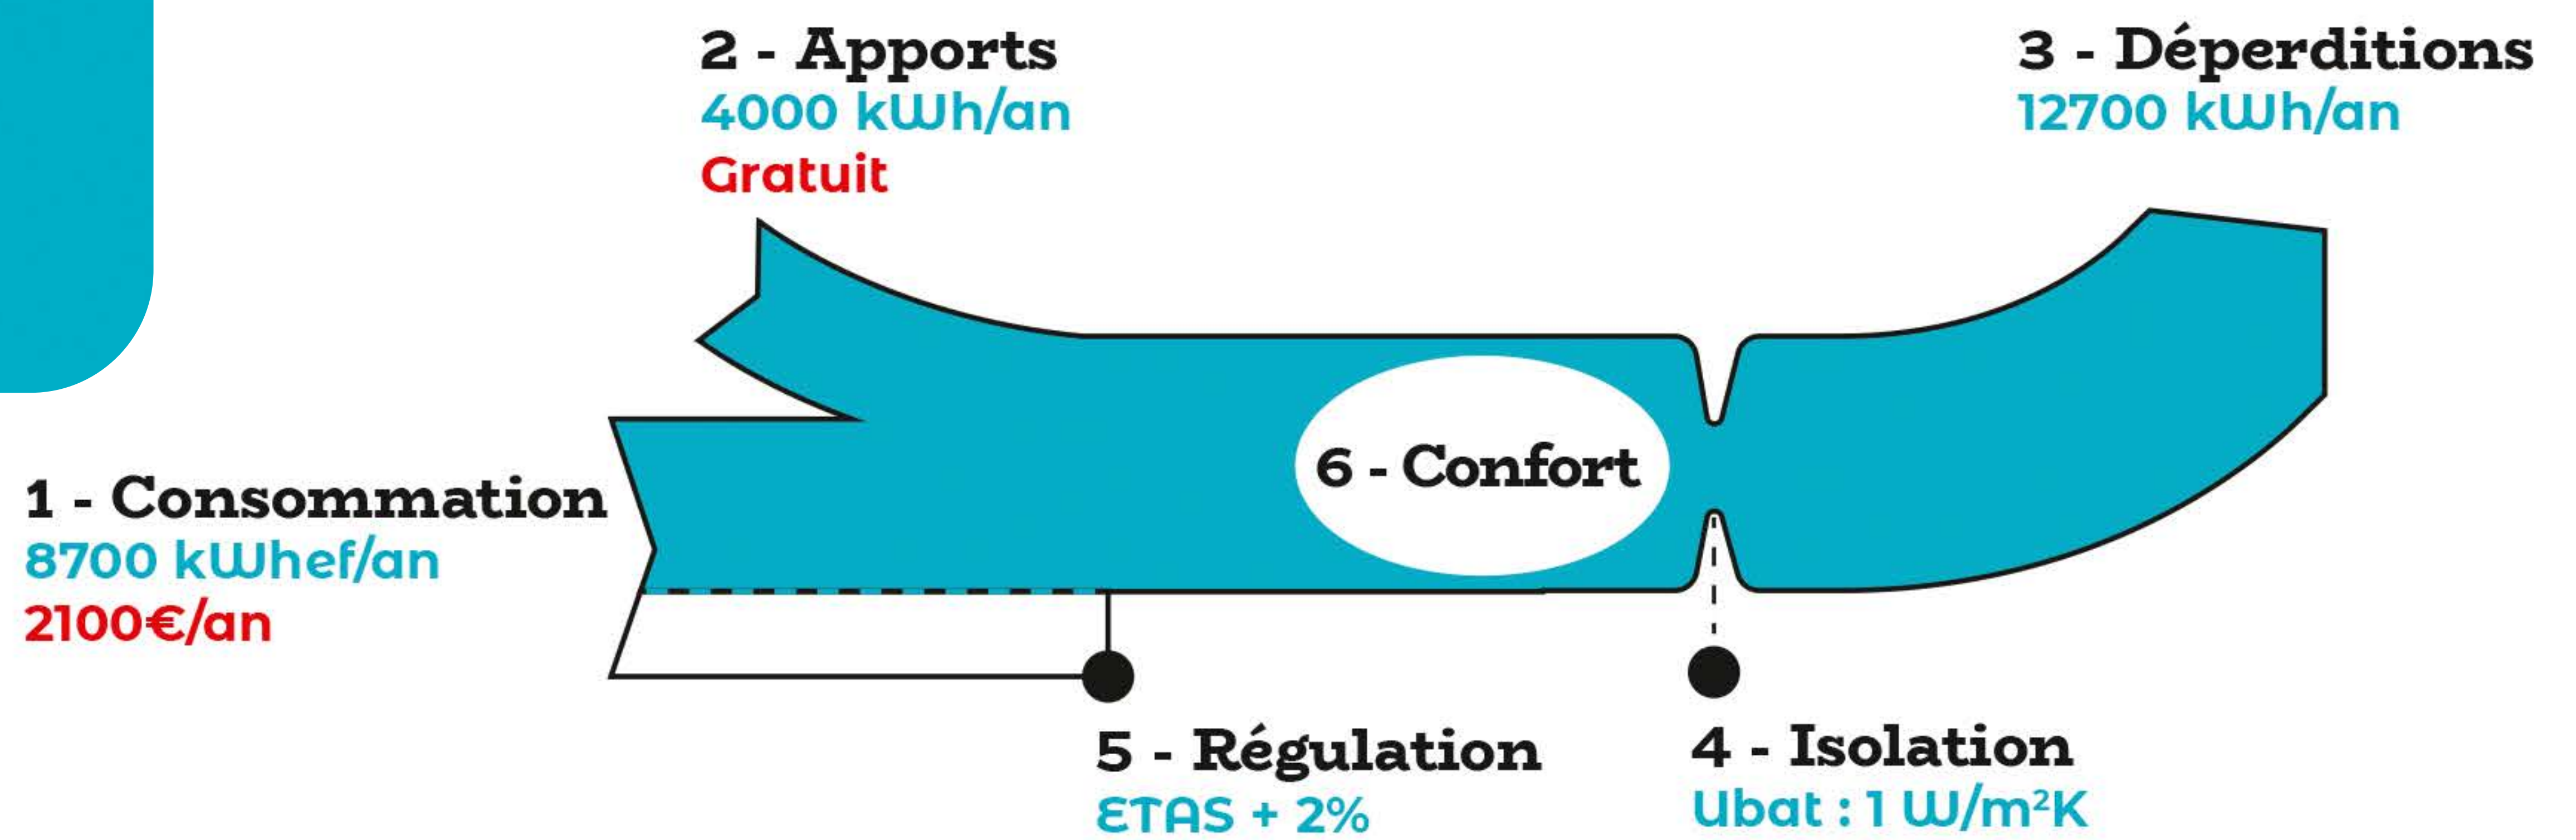 2 - Apports
4000 kWh/an
Gratuit
3 - Déperditions
12700 kWh/an
1 - Consommation
8700 kWhef/an
2100€/an
6 - Confort
5 - Régulation
ETAS + 2%
4 - Isolation
Ubat : 1 W/m²K